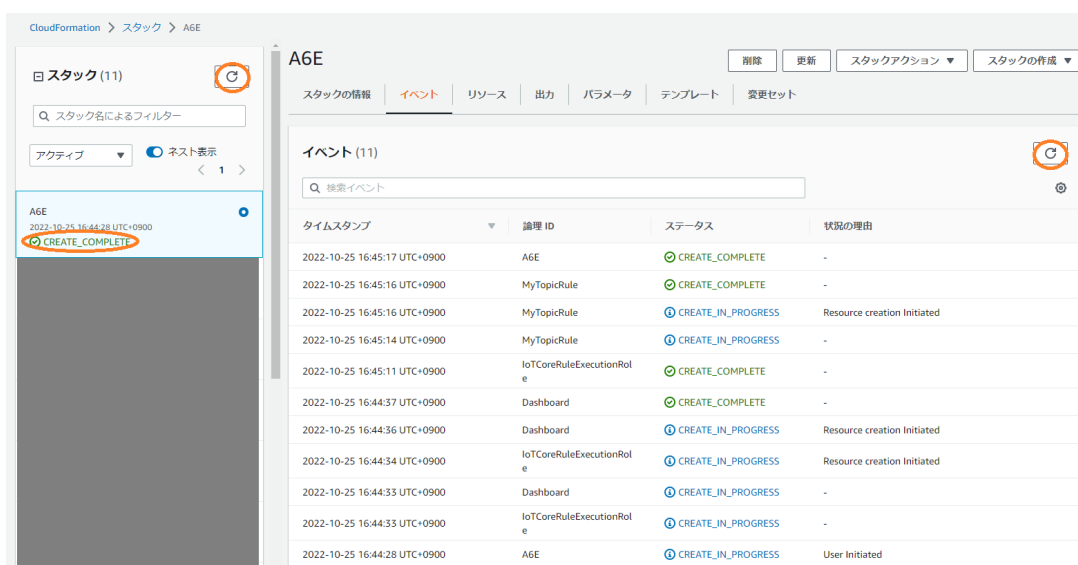 CloudFormation > スタック > A6E
スタック (11)
スタック名によるフィルター
アクティブ ▼ ネスト表示
< 1 >
A6E
2022-10-25 16:44:28 UTC+0900
CREATE_COMPLETE
A6E
削除 更新 スタックアクション ▼ スタックの作成 ▼
スタックの情報 イベント リソース 出力 パラメータ テンプレート 変更セット
イベント (11)
検索イベント
タイムスタンプ ▼ 論理 ID ステータス 状況の理由
2022-10-25 16:45:17 UTC+0900 A6E CREATE_COMPLETE -
2022-10-25 16:45:16 UTC+0900 MyTopicRule CREATE_COMPLETE -
2022-10-25 16:45:16 UTC+0900 MyTopicRule CREATE_IN_PROGRESS Resource creation Initiated
2022-10-25 16:45:14 UTC+0900 MyTopicRule CREATE_IN_PROGRESS -
2022-10-25 16:45:11 UTC+0900 IoTCoreRuleExecutionRol
e CREATE_COMPLETE -
2022-10-25 16:44:37 UTC+0900 Dashboard CREATE_COMPLETE -
2022-10-25 16:44:36 UTC+0900 Dashboard CREATE_IN_PROGRESS Resource creation Initiated
2022-10-25 16:44:34 UTC+0900 IoTCoreRuleExecutionRol
e CREATE_IN_PROGRESS Resource creation Initiated
2022-10-25 16:44:33 UTC+0900 Dashboard CREATE_IN_PROGRESS -
2022-10-25 16:44:33 UTC+0900 IoTCoreRuleExecutionRol
e CREATE_IN_PROGRESS -
2022-10-25 16:44:28 UTC+0900 A6E CREATE_IN_PROGRESS User Initiated